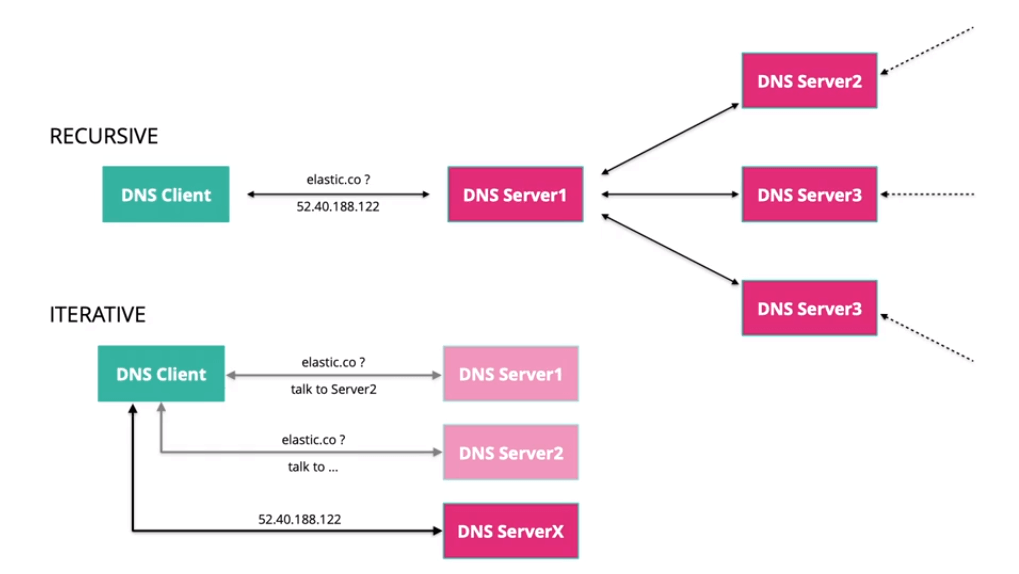 RECURSIVE
DNS Client
elastic.co ?
52.40.188.122
DNS Server1
DNS Server2
DNS Server3
DNS Server3
ITERATIVE
DNS Client
elastic.co ?
talk to Server2
DNS Server1
elastic.co ?
talk to ...
DNS Server2
52.40.188.122
DNS ServerX